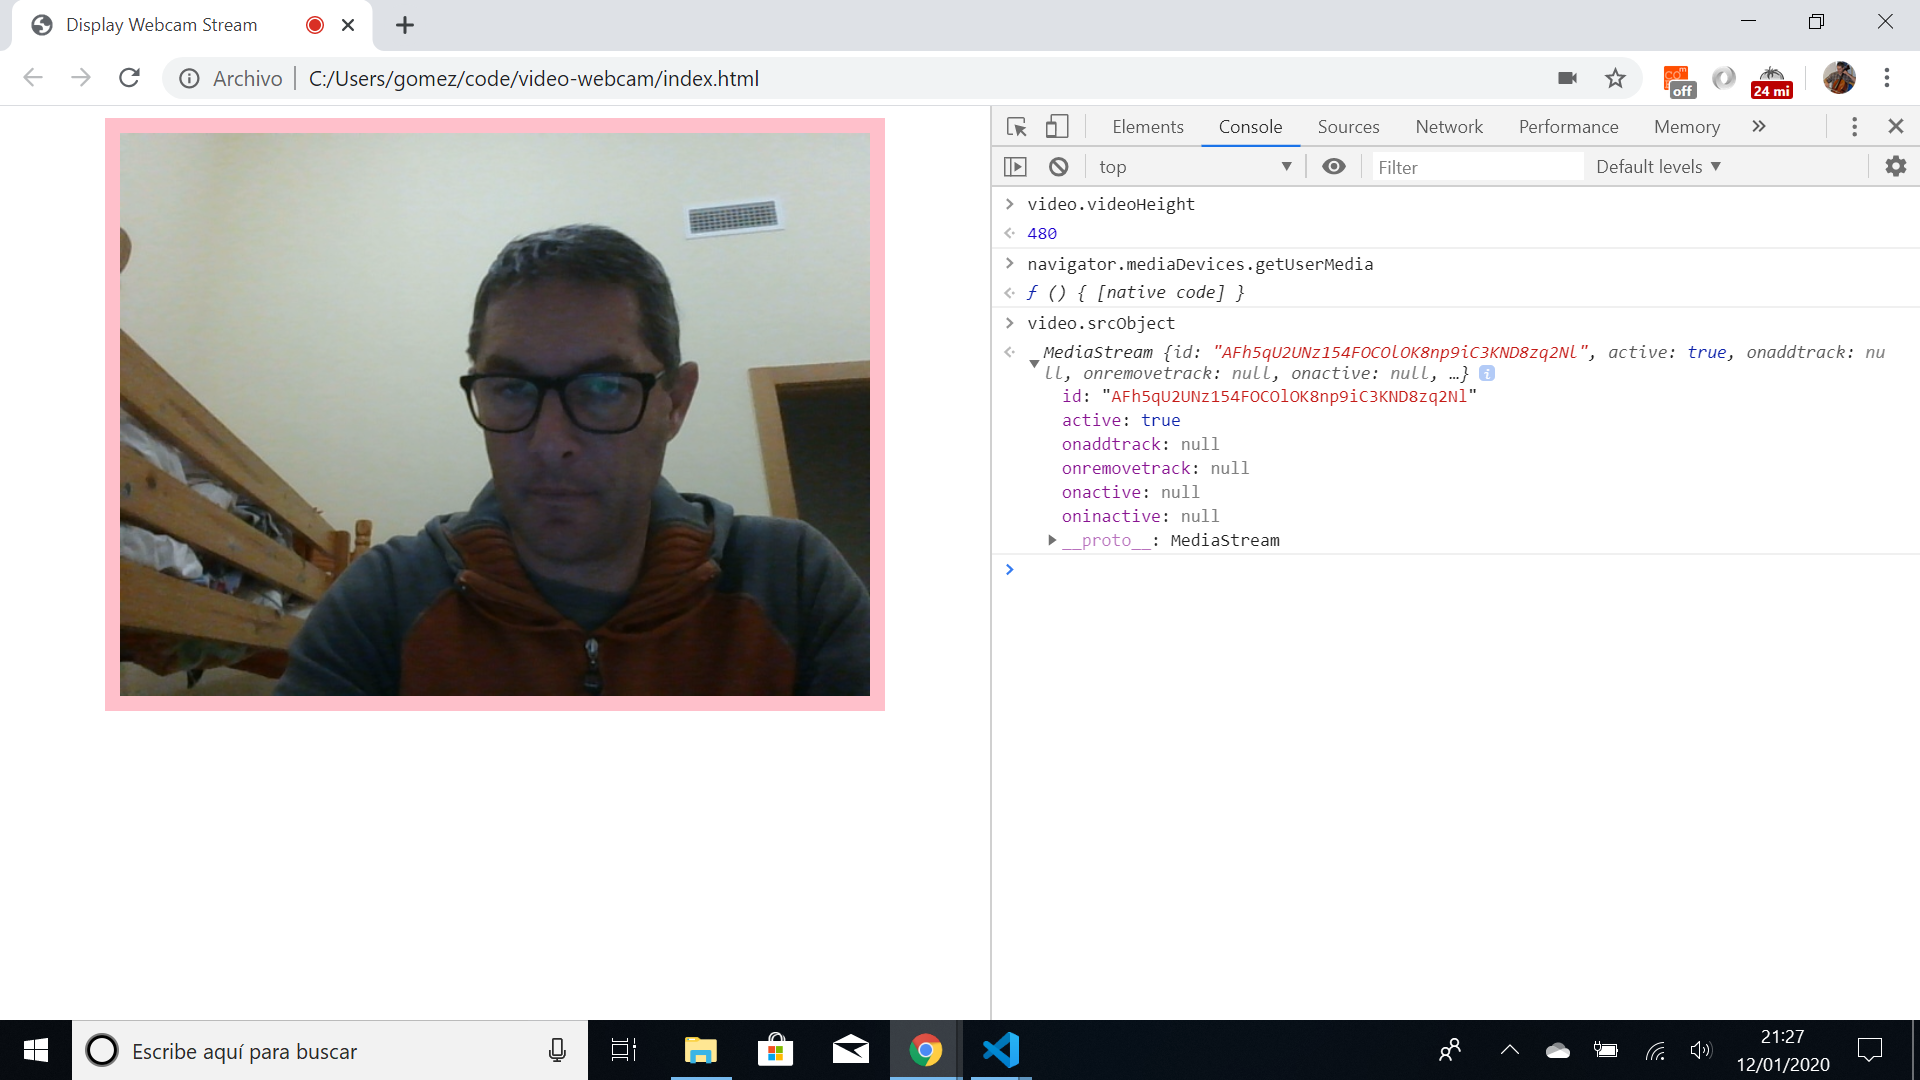 Display Webcam Stream
Archivo | C:/Users/gomez/code/video-webcam/index.html
off
24 mi
Elements Console Sources Network Performance Memory
top Filter Default levels
video.videoHeight
480
navigator.mediaDevices.getUserMedia
ƒ () { [native code] }
video.srcObject
MediaStream {id: "AFh5qU2UNz154FOCOlOK8np9iC3KND8zq2Nl", active: true, onaddtrack: nu
ll, onremovetrack: null, onactive: null, …}
id: "AFh5qU2UNz154FOCOlOK8np9iC3KND8zq2Nl"
active: true
onaddtrack: null
onremovetrack: null
onactive: null
oninactive: null
__proto__: MediaStream
Escribe aquí para buscar
21:27
12/01/2020